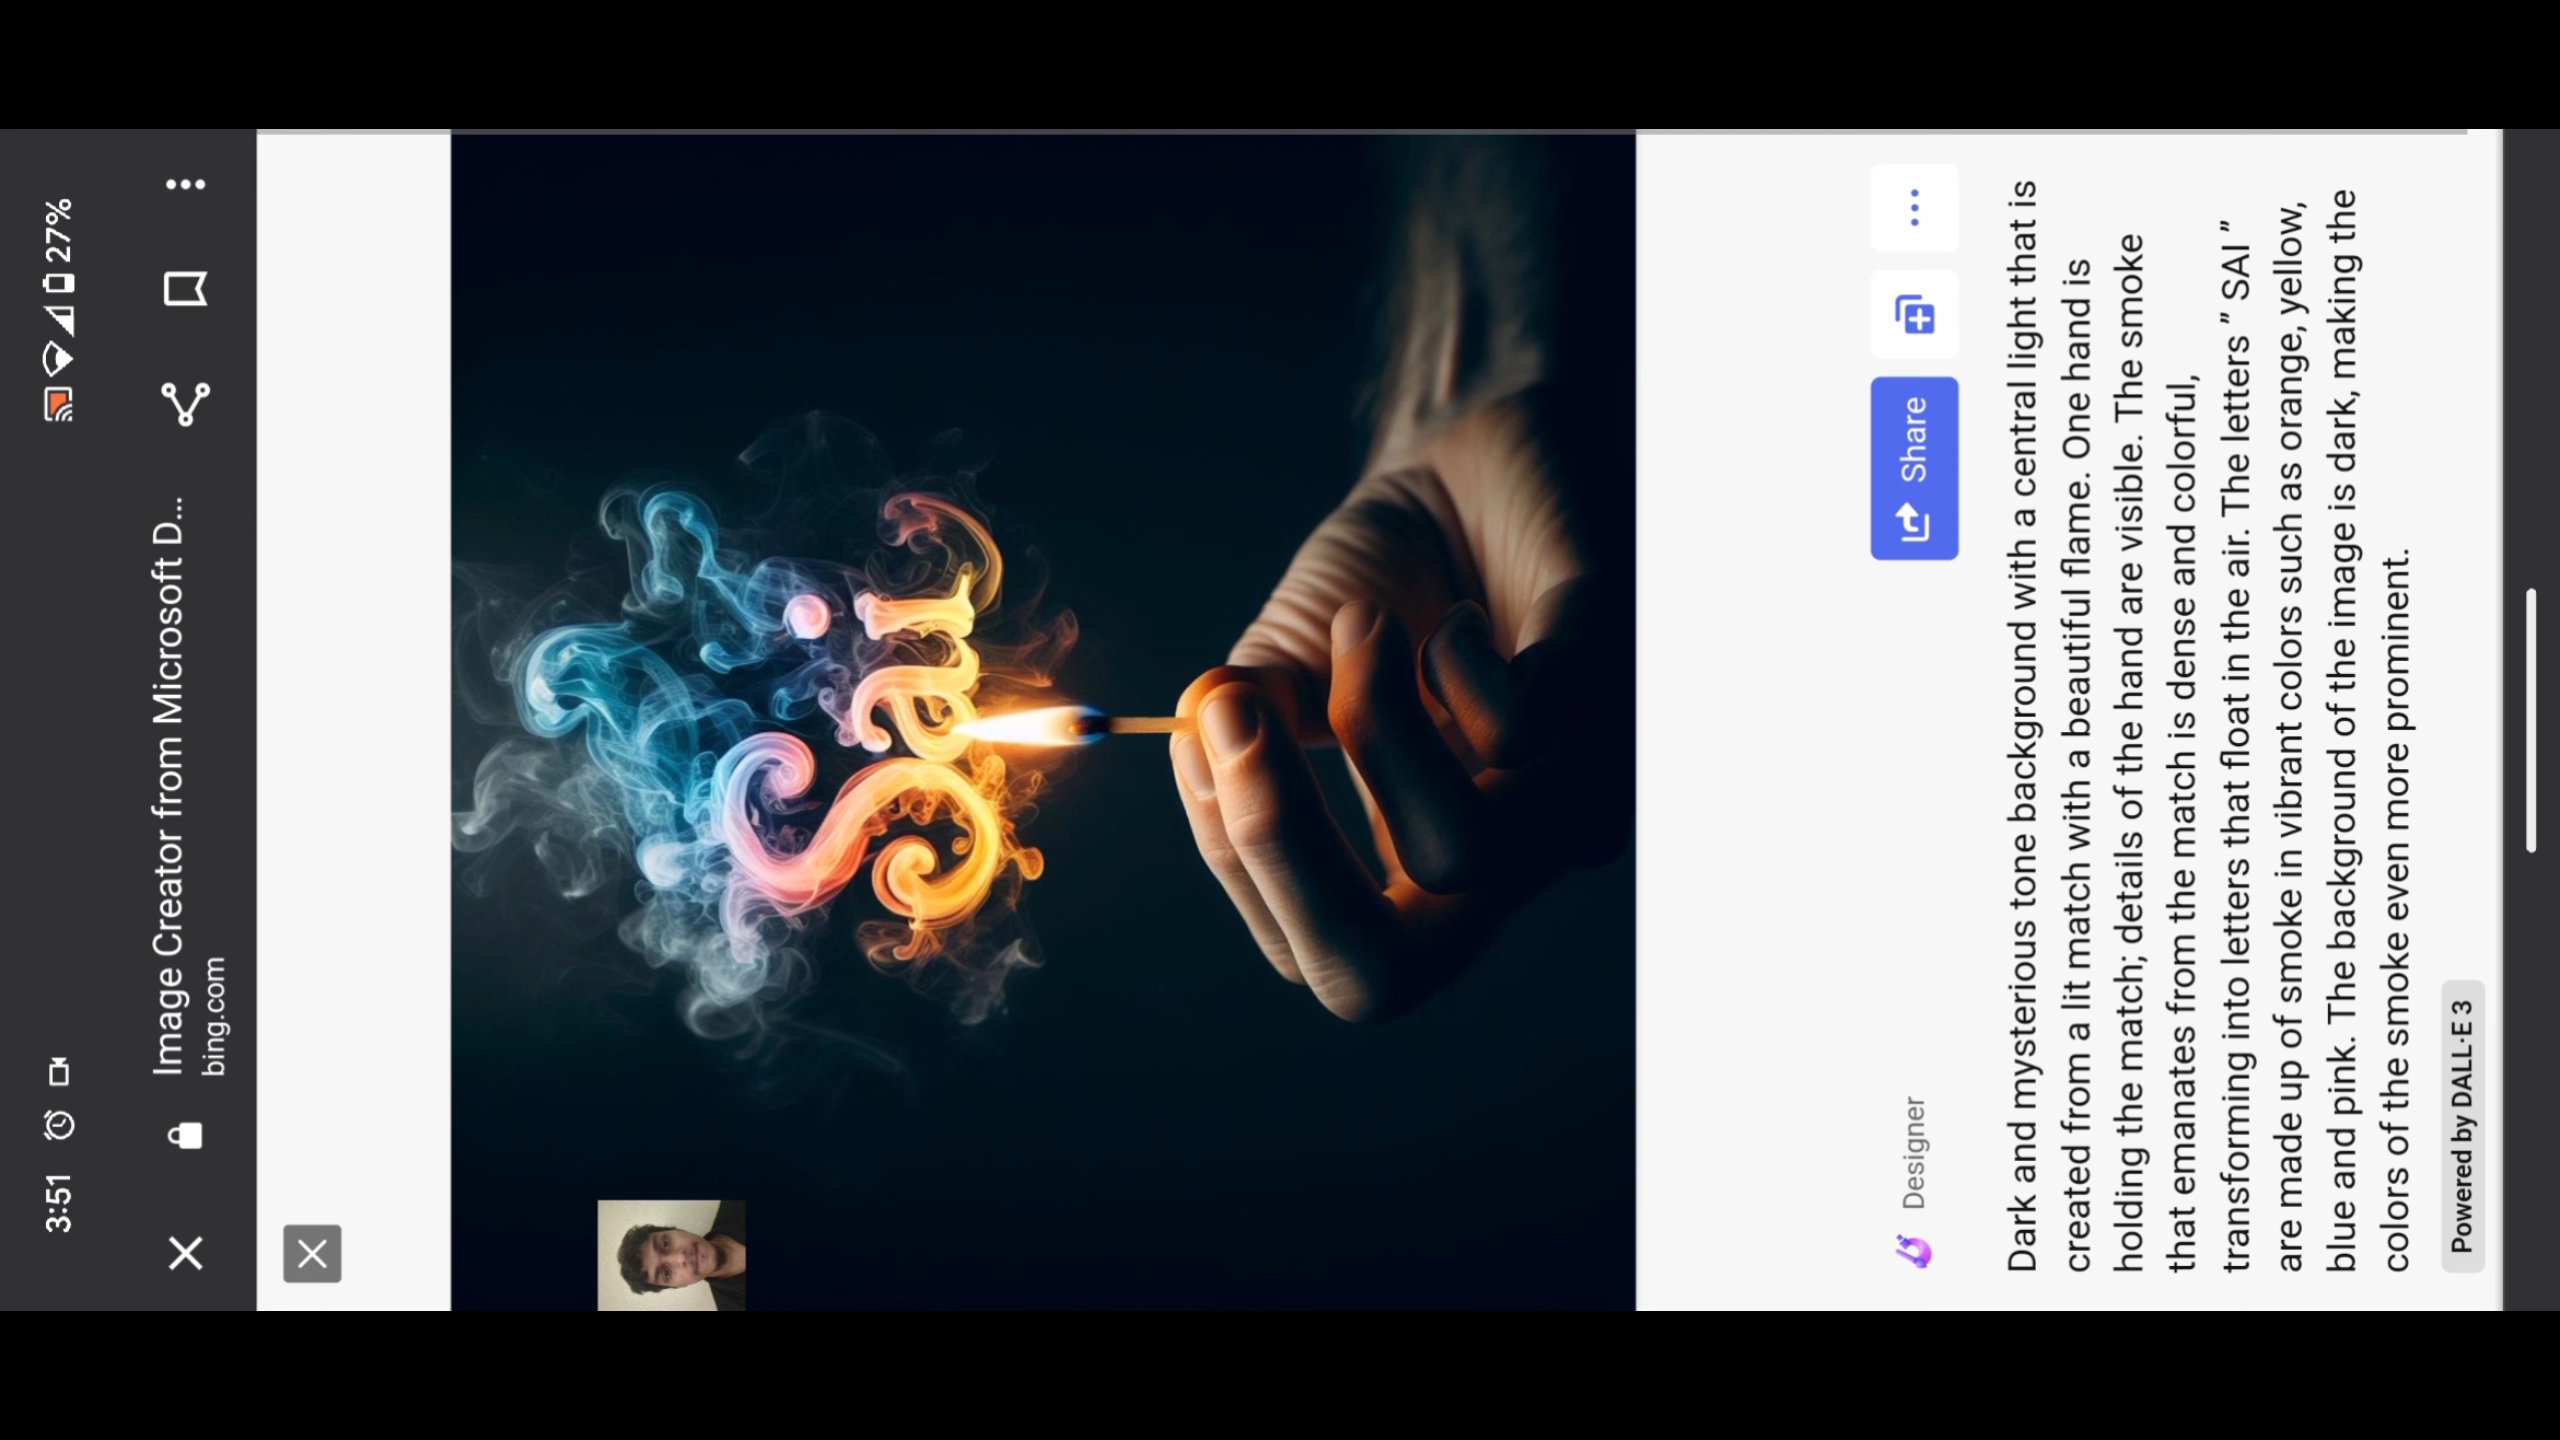 3:51
27%
Image Creator from Microsoft D...
bing.com
Sai
Designer
Share
Dark and mysterious tone background with a central light that is
created from a lit match with a beautiful flame. One hand is
holding the match; details of the hand are visible. The smoke
that emanates from the match is dense and colorful,
transforming into letters that float in the air. The letters ” SAI ”
are made up of smoke in vibrant colors such as orange, yellow,
blue and pink. The background of the image is dark, making the
colors of the smoke even more prominent.
Powered by DALL·E 3